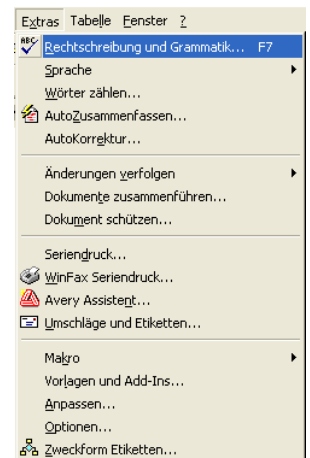 Extras Tabelle Fenster ?
Rechtschreibung und Grammatik... F7
Sprache
Wörter zählen...
AutoZusammenfassen...
AutoKorrektur...
Änderungen verfolgen
Dokumente zusammenführen...
Dokument schützen...
Seriendruck...
WinFax Seriendruck...
Avery Assistent...
Umschläge und Etiketten...
Makro
Vorlagen und Add-Ins...
Anpassen...
Optionen...
Zweckform Etiketten...